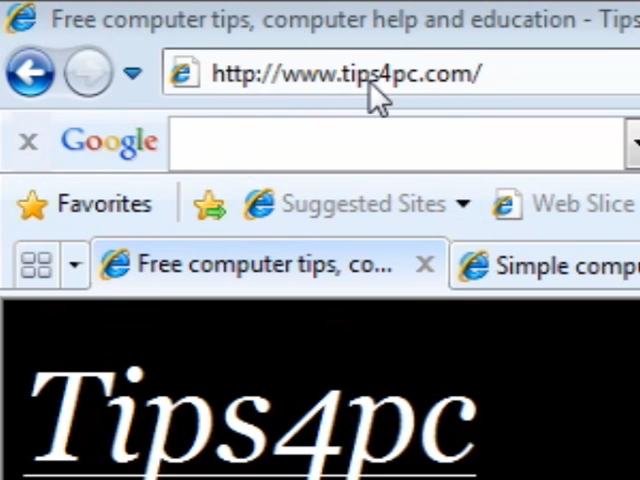 Free computer tips, computer help and education - Tips
http://www.tips4pc.com/
Google
Favorites Suggested Sites Web Slice
Free computer tips, co... Simple
Tips4pc